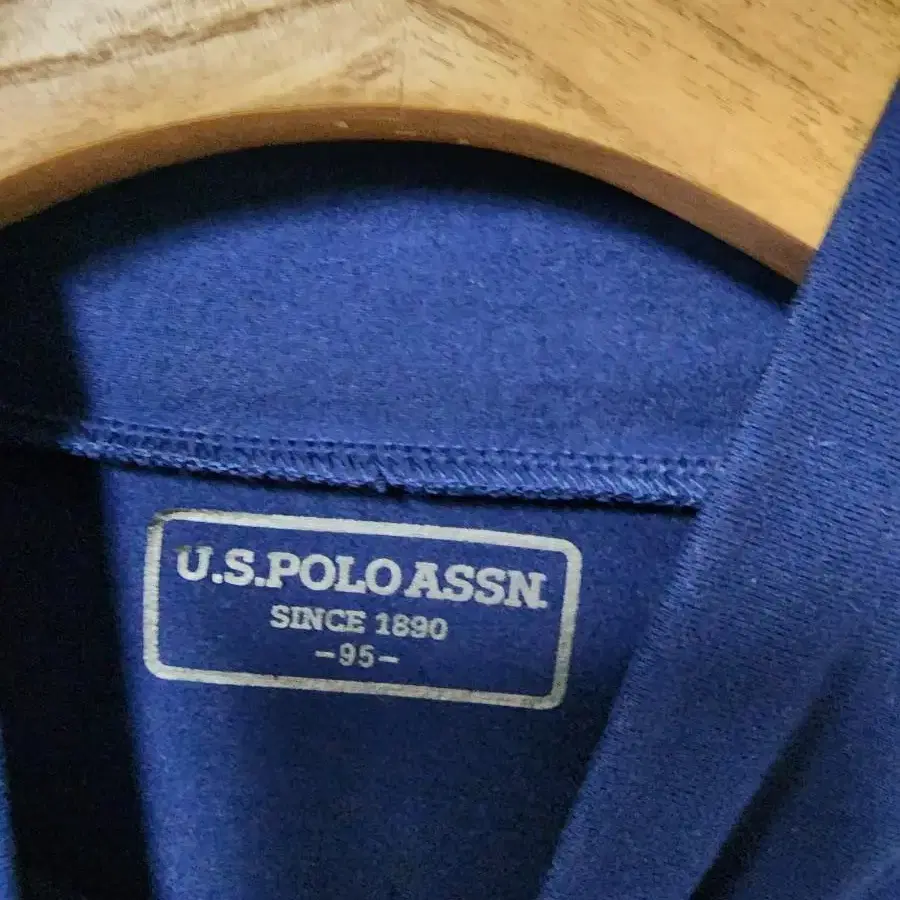 U.S.POLO ASSN.
SINCE 1890
-95-